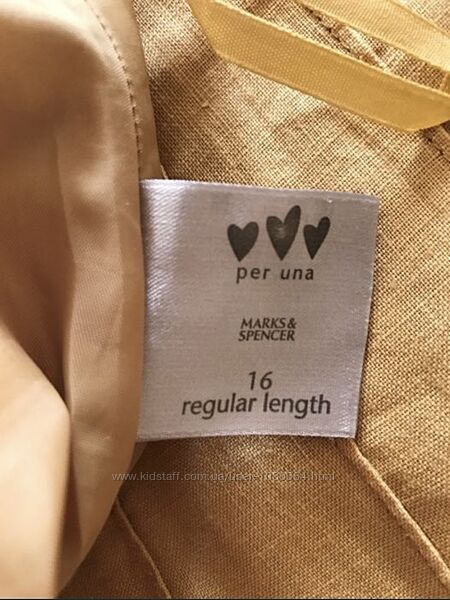 per una
MARKS&
SPENCER
16
regular length